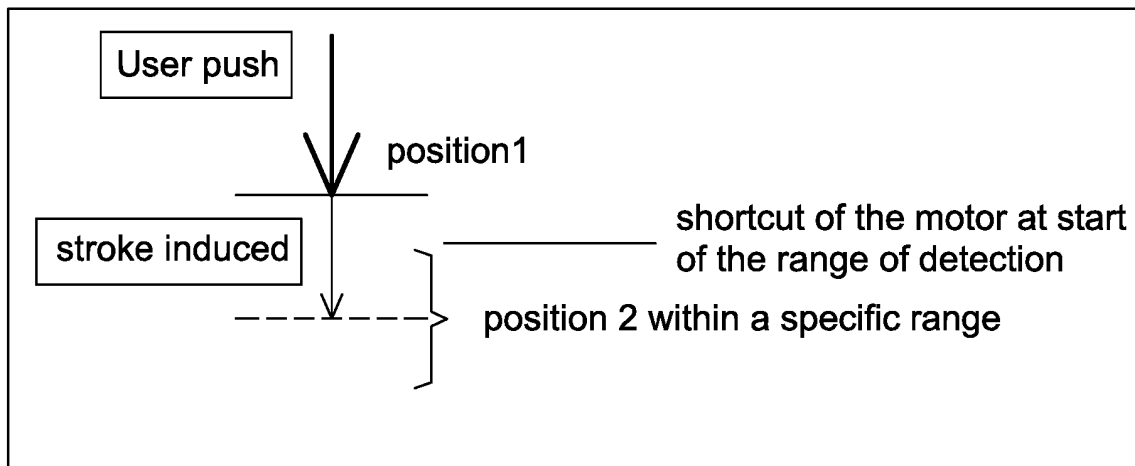 User push
position1
stroke induced
shortcut of the motor at start
of the range of detection
position 2 within a specific range